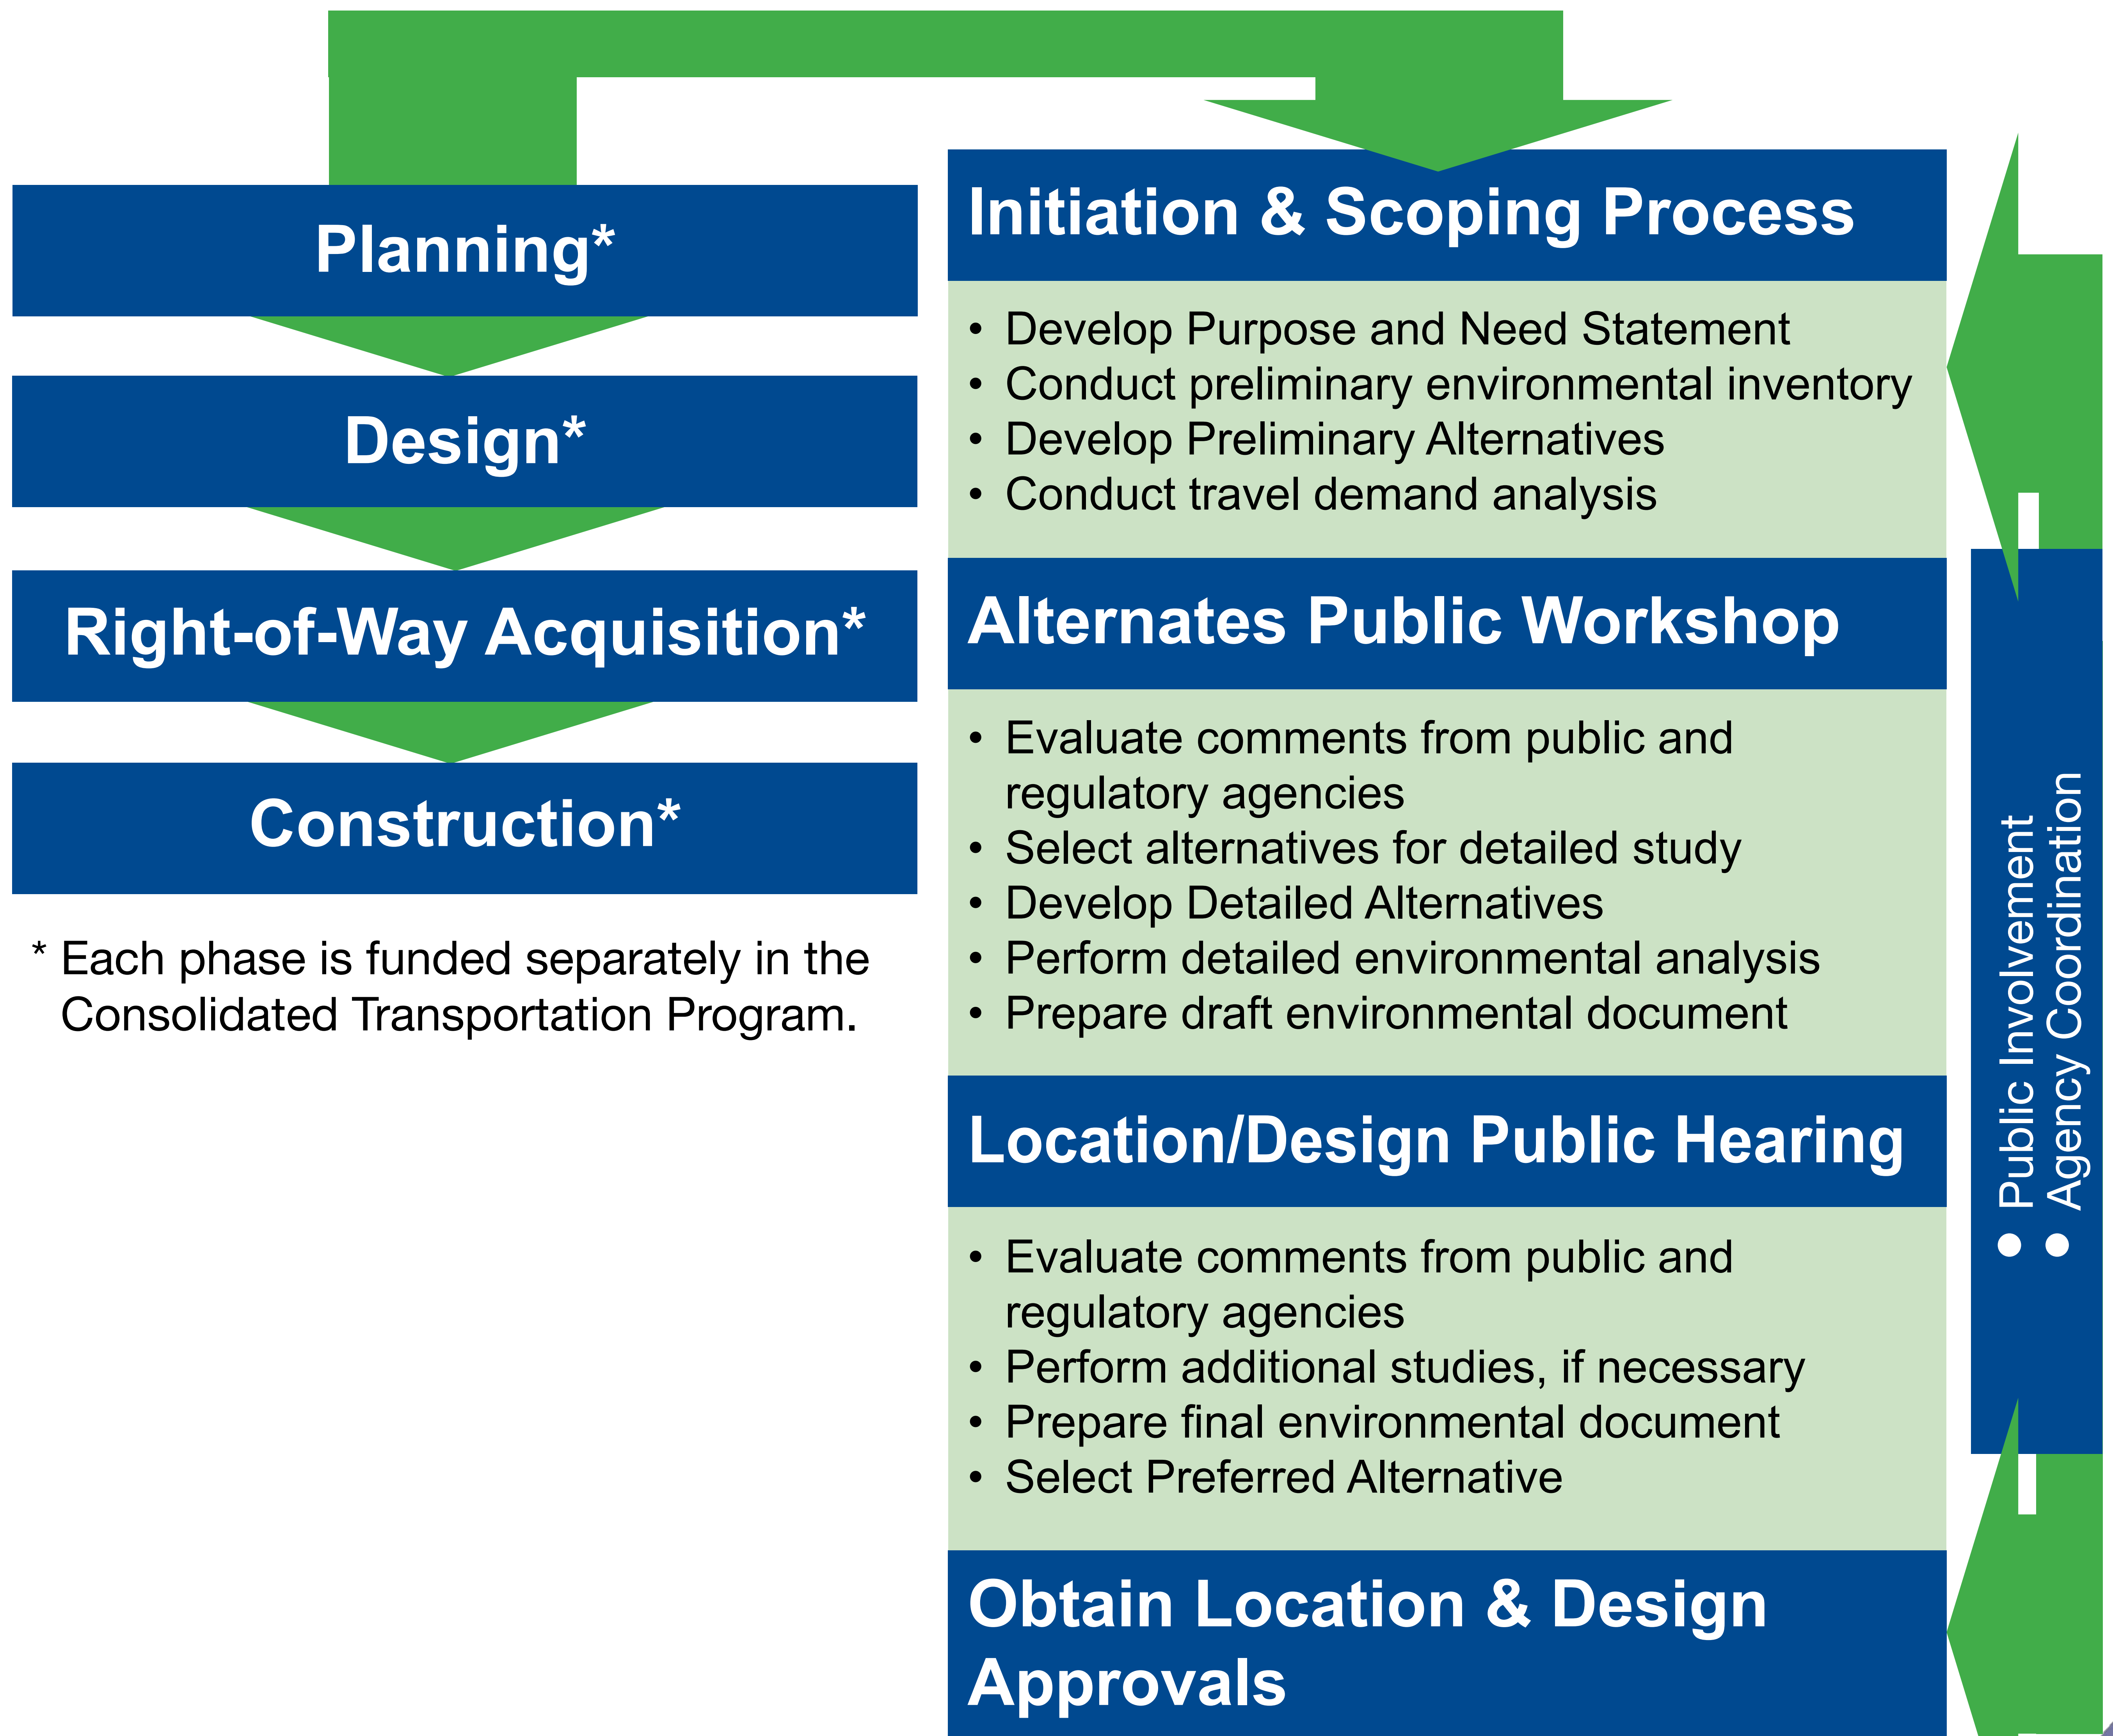 Planning*
Design*
Right-of-Way Acquisition*
Construction*
* Each phase is funded separately in the
Consolidated Transportation Program.
Initiation & Scoping Process
• Develop Purpose and Need Statement
• Conduct preliminary environmental inventory
• Develop Preliminary Alternatives
• Conduct travel demand analysis
Alternates Public Workshop
• Evaluate comments from public and
regulatory agencies
• Select alternatives for detailed study
• Develop Detailed Alternatives
• Perform detailed environmental analysis
• Prepare draft environmental document
Location/Design Public Hearing
• Evaluate comments from public and
regulatory agencies
• Perform additional studies, if necessary
• Prepare final environmental document
• Select Preferred Alternative
Obtain Location & Design
Approvals
• Public Involvement
• Agency Coordination